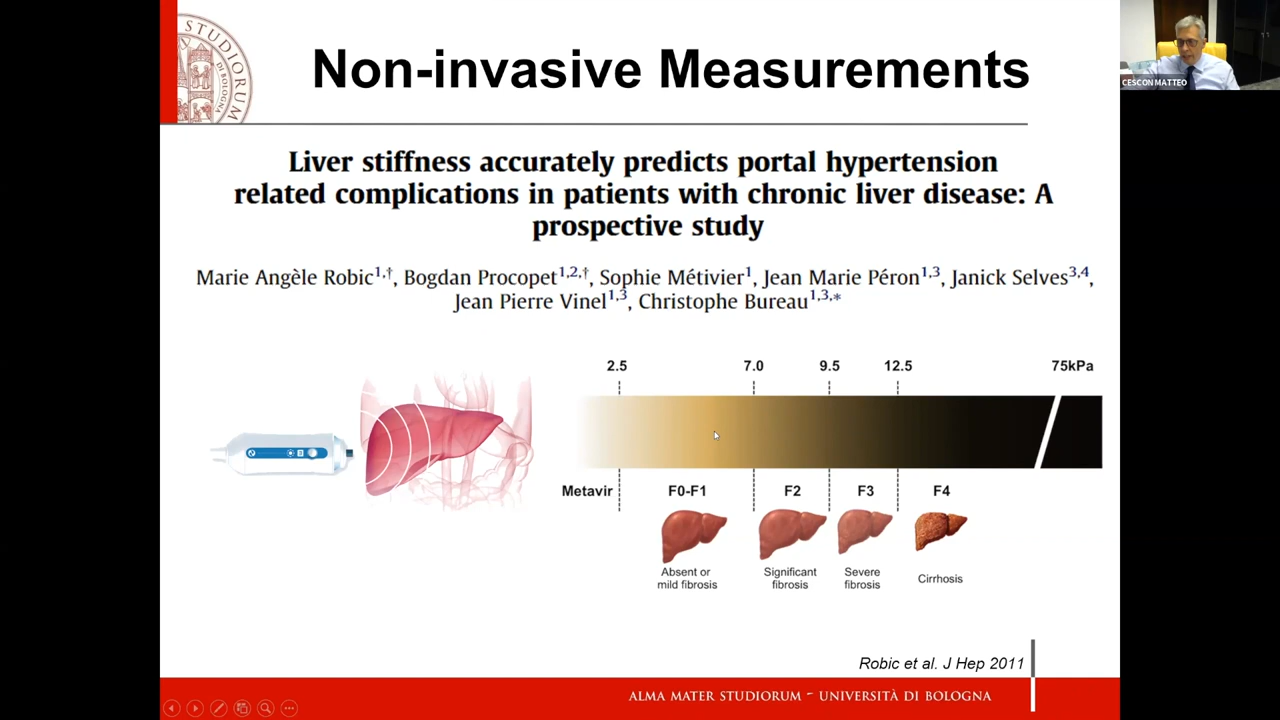 Non-invasive Measurements
CESCON MATTEO
Liver stiffness accurately predicts portal hypertension
related complications in patients with chronic liver disease: A
prospective study
Marie Angèle Robic1,†, Bogdan Procopet1,2,†, Sophie Métivier1, Jean Marie Péron1,3, Janick Selves3,4,
Jean Pierre Vinel1,3, Christophe Bureau1,3,*
2.5 7.0 9.5 12.5 75kPa
Metavir F0-F1 F2 F3 F4
Absent or
mild fibrosis
Significant
fibrosis
Severe
fibrosis
Cirrhosis
Robic et al. J Hep 2011
ALMA MATER STUDIORUM - UNIVERSITÀ DI BOLOGNA